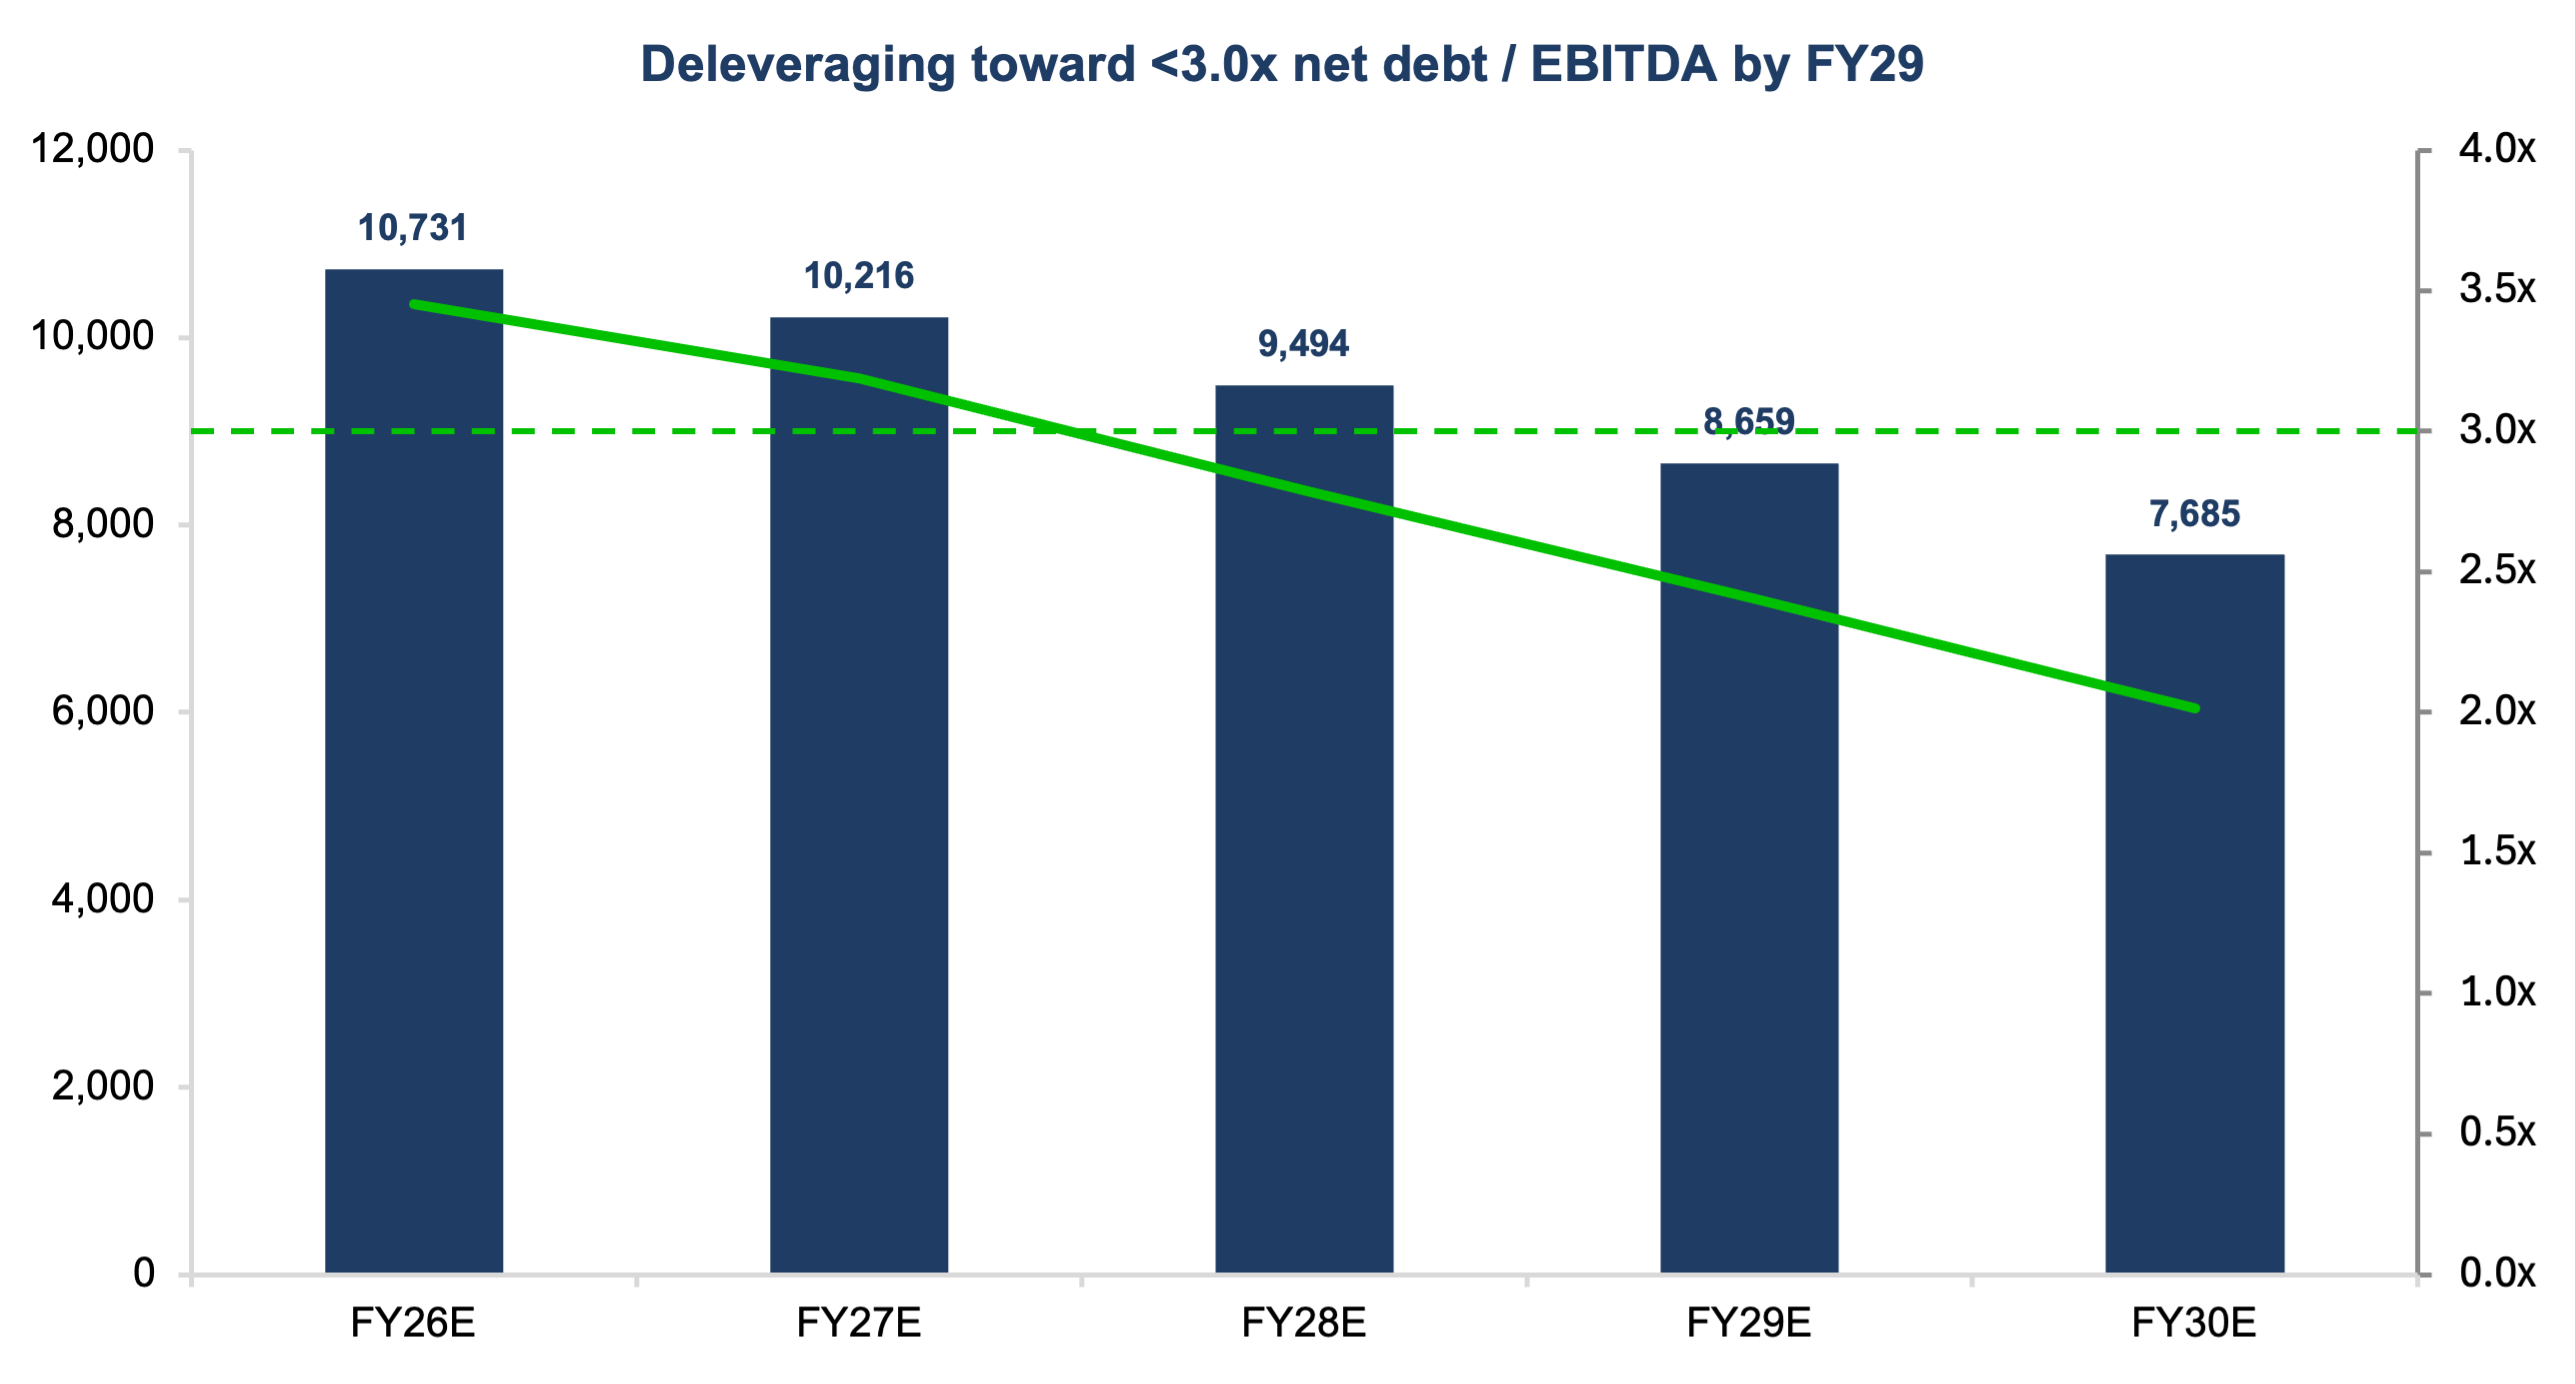 Deleveraging toward <3.0x net debt / EBITDA by FY29
12,000
10,000
8,000
6,000
4,000
2,000
0
10,731
10,216
9,494
8,659
7,685
4.0x
3.5x
3.0x
2.5x
2.0x
1.5x
1.0x
0.5x
0.0x
FY26E FY27E FY28E FY29E FY30E